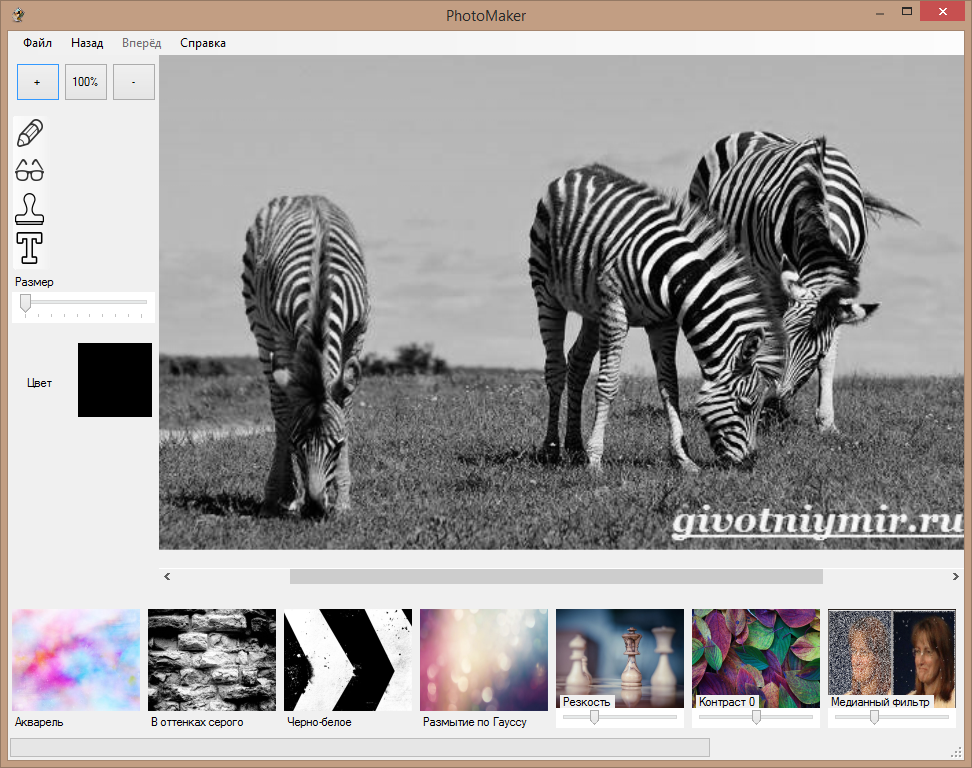 PhotoMaker
Файл Назад Вперёд Справка
+ 100% -
Размер
Цвет
givotniymir.ru
Акварель В оттенках серого Черно-белое Размытие по Гауссу Резкость Контраст 0 Медианный фильтр